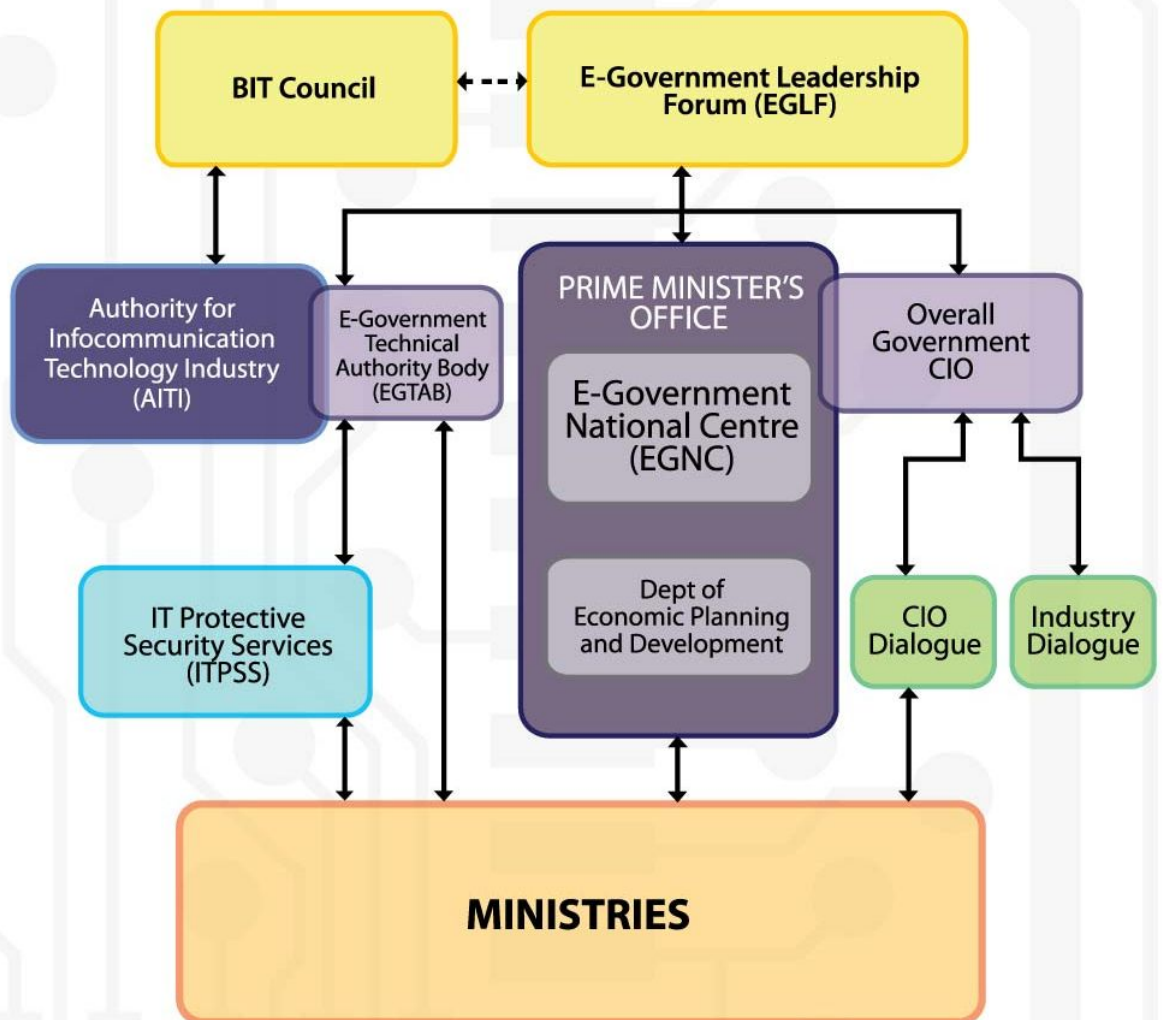 BIT Council
E-Government Leadership
Forum (EGLF)
Authority for
Infocommunication
Technology Industry
(AITI)
E-Government
Technical
Authority Body
(EGTAB)
PRIME MINISTER'S
OFFICE
E-Government
National Centre
(EGNC)
Dept of
Economic Planning
and Development
Overall
Government
CIO
IT Protective
Security Services
(ITPSS)
CIO
Dialogue
Industry
Dialogue
MINISTRIES